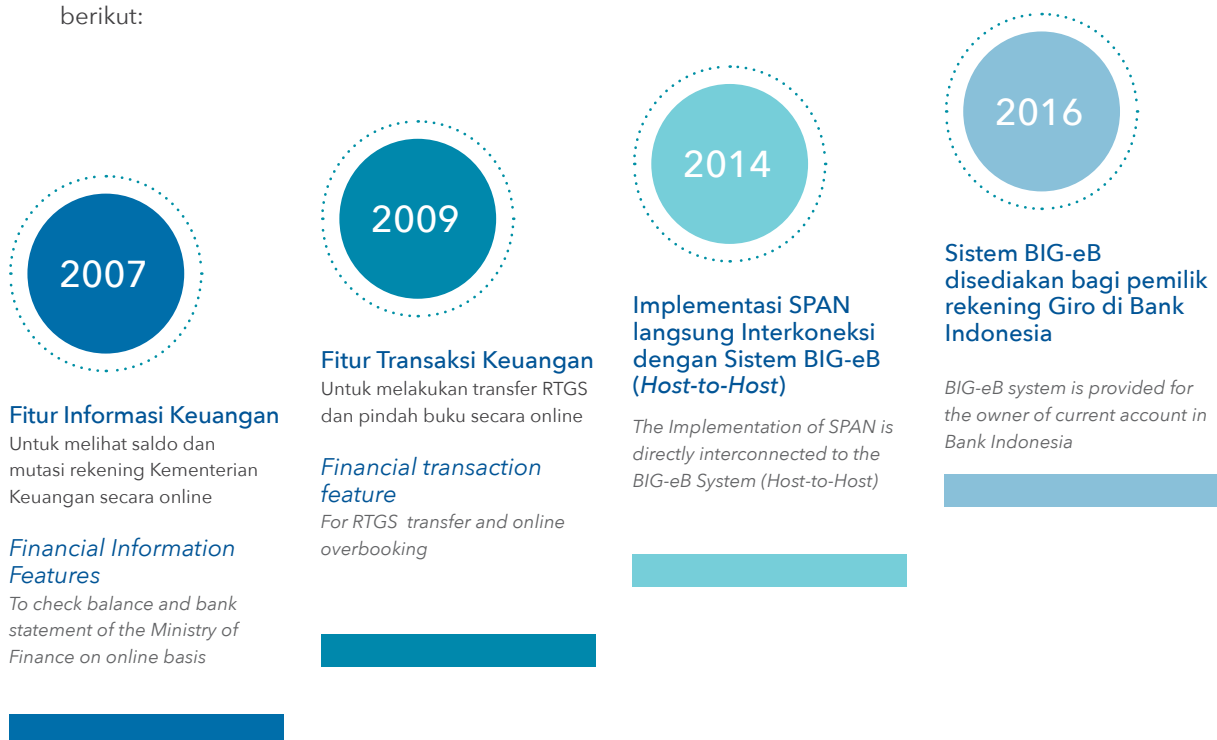 berikut:
2007
Fitur Informasi Keuangan
Untuk melihat saldo dan
mutasi rekening Kementerian
Keuangan secara online
Financial Information
Features
To check balance and bank
statement of the Ministry of
Finance on online basis
2009
Fitur Transaksi Keuangan
Untuk melakukan transfer RTGS
dan pindah buku secara online
Financial transaction
feature
For RTGS transfer and online
overbooking
2014
Implementasi SPAN
langsung Interkoneksi
dengan Sistem BIG-eB
(Host-to-Host)
The Implementation of SPAN is
directly interconnected to the
BIG-eB System (Host-to-Host)
2016
Sistem BIG-eB
disediakan bagi pemilik
rekening Giro di Bank
Indonesia
BIG-eB system is provided for
the owner of current account in
Bank Indonesia